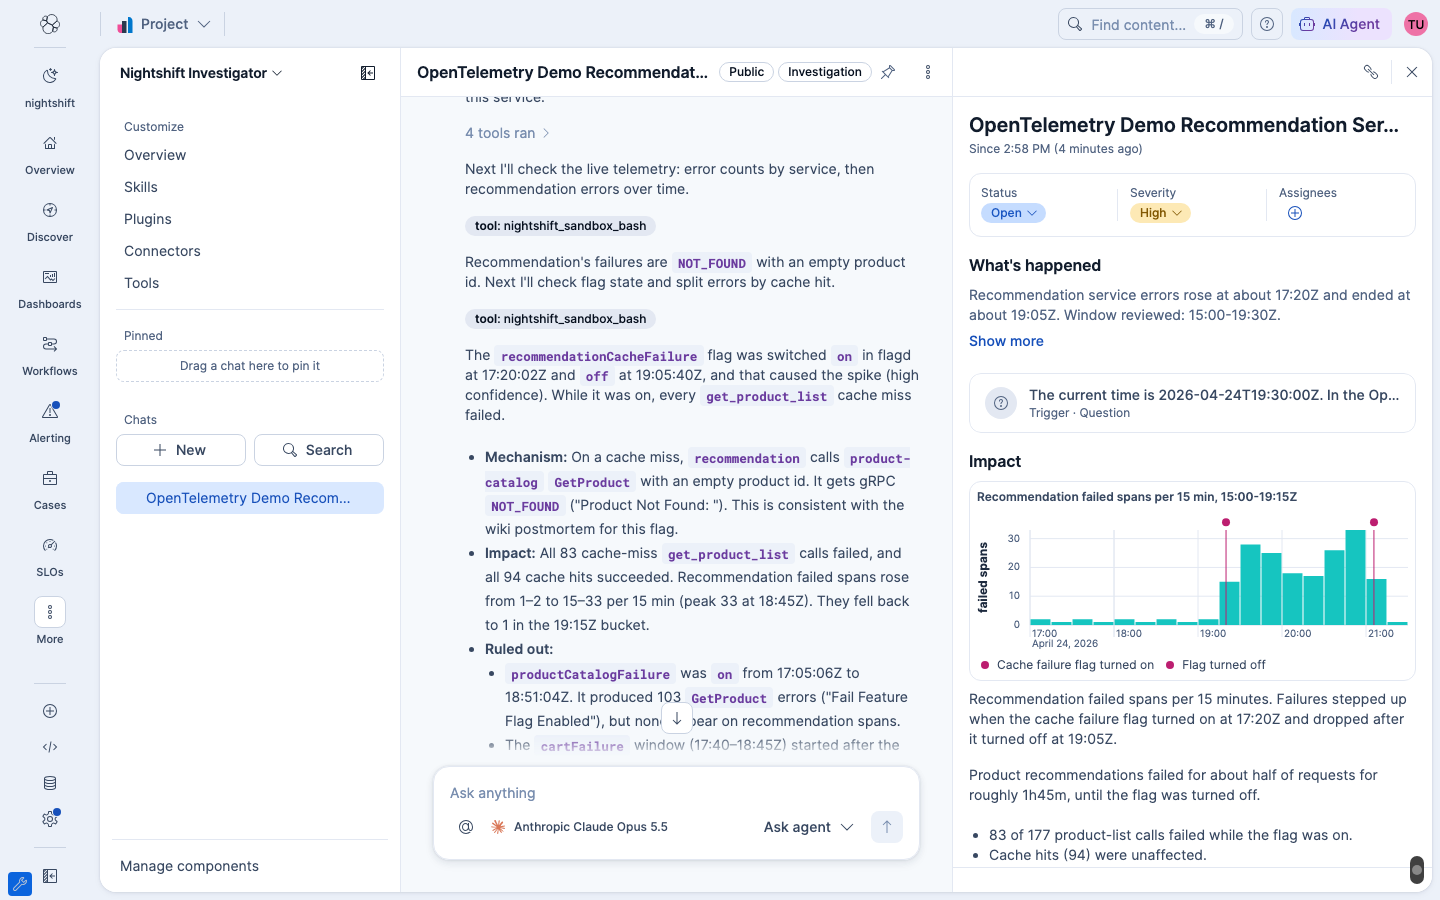 Project
Find content...
⌘ /
AI Agent
TU
nightshift
Overview
Discover
Dashboards
Workflows
Alerting
Cases
SLOs
More
Nightshift Investigator
Customize
Overview
Skills
Plugins
Connectors
Tools
Pinned
Drag a chat here to pin it
Chats
New
Search
OpenTelemetry Demo Recom...
Manage components
OpenTelemetry Demo Recommendat...
Public
Investigation
this service.
4 tools ran
Next I'll check the live telemetry: error counts by service, then
recommendation errors over time.
tool: nightshift_sandbox_bash
Recommendation's failures are NOT_FOUND with an empty product
id. Next I'll check flag state and split errors by cache hit.
tool: nightshift_sandbox_bash
The recommendationCacheFailure flag was switched on in flagd
at 17:20:02Z and off at 19:05:40Z, and that caused the spike (high
confidence). While it was on, every get_product_list cache miss
failed.
• Mechanism: On a cache miss, recommendation calls product-
catalog GetProduct with an empty product id. It gets gRPC
NOT_FOUND ("Product Not Found: "). This is consistent with the
wiki postmortem for this flag.
• Impact: All 83 cache-miss get_product_list calls failed, and
all 94 cache hits succeeded. Recommendation failed spans rose
from 1–2 to 15–33 per 15 min (peak 33 at 18:45Z). They fell back
to 1 in the 19:15Z bucket.
• Ruled out:
• productCatalogFailure was on from 17:05:06Z to
18:51:04Z. It produced 103 GetProduct errors ("Fail Feature
Flag Enabled"), but none pear on recommendation spans.
• The cartFailure window (17:40–18:45Z) started after the
Ask anything
@
Anthropic Claude Opus 5.5
Ask agent
OpenTelemetry Demo Recommendation Ser...
Since 2:58 PM (4 minutes ago)
Status
Open
Severity
High
Assignees
What's happened
Recommendation service errors rose at about 17:20Z and ended at
about 19:05Z. Window reviewed: 15:00-19:30Z.
Show more
The current time is 2026-04-24T19:30:00Z. In the Op...
Trigger · Question
Impact
Recommendation failed spans per 15 min, 15:00-19:15Z
failed spans
30
20
10
0
17:00
18:00
19:00
20:00
21:00
April 24, 2026
Cache failure flag turned on
Flag turned off
Recommendation failed spans per 15 minutes. Failures stepped up
when the cache failure flag turned on at 17:20Z and dropped after
it turned off at 19:05Z.
Product recommendations failed for about half of requests for
roughly 1h45m, until the flag was turned off.
• 83 of 177 product-list calls failed while the flag was on.
• Cache hits (94) were unaffected.